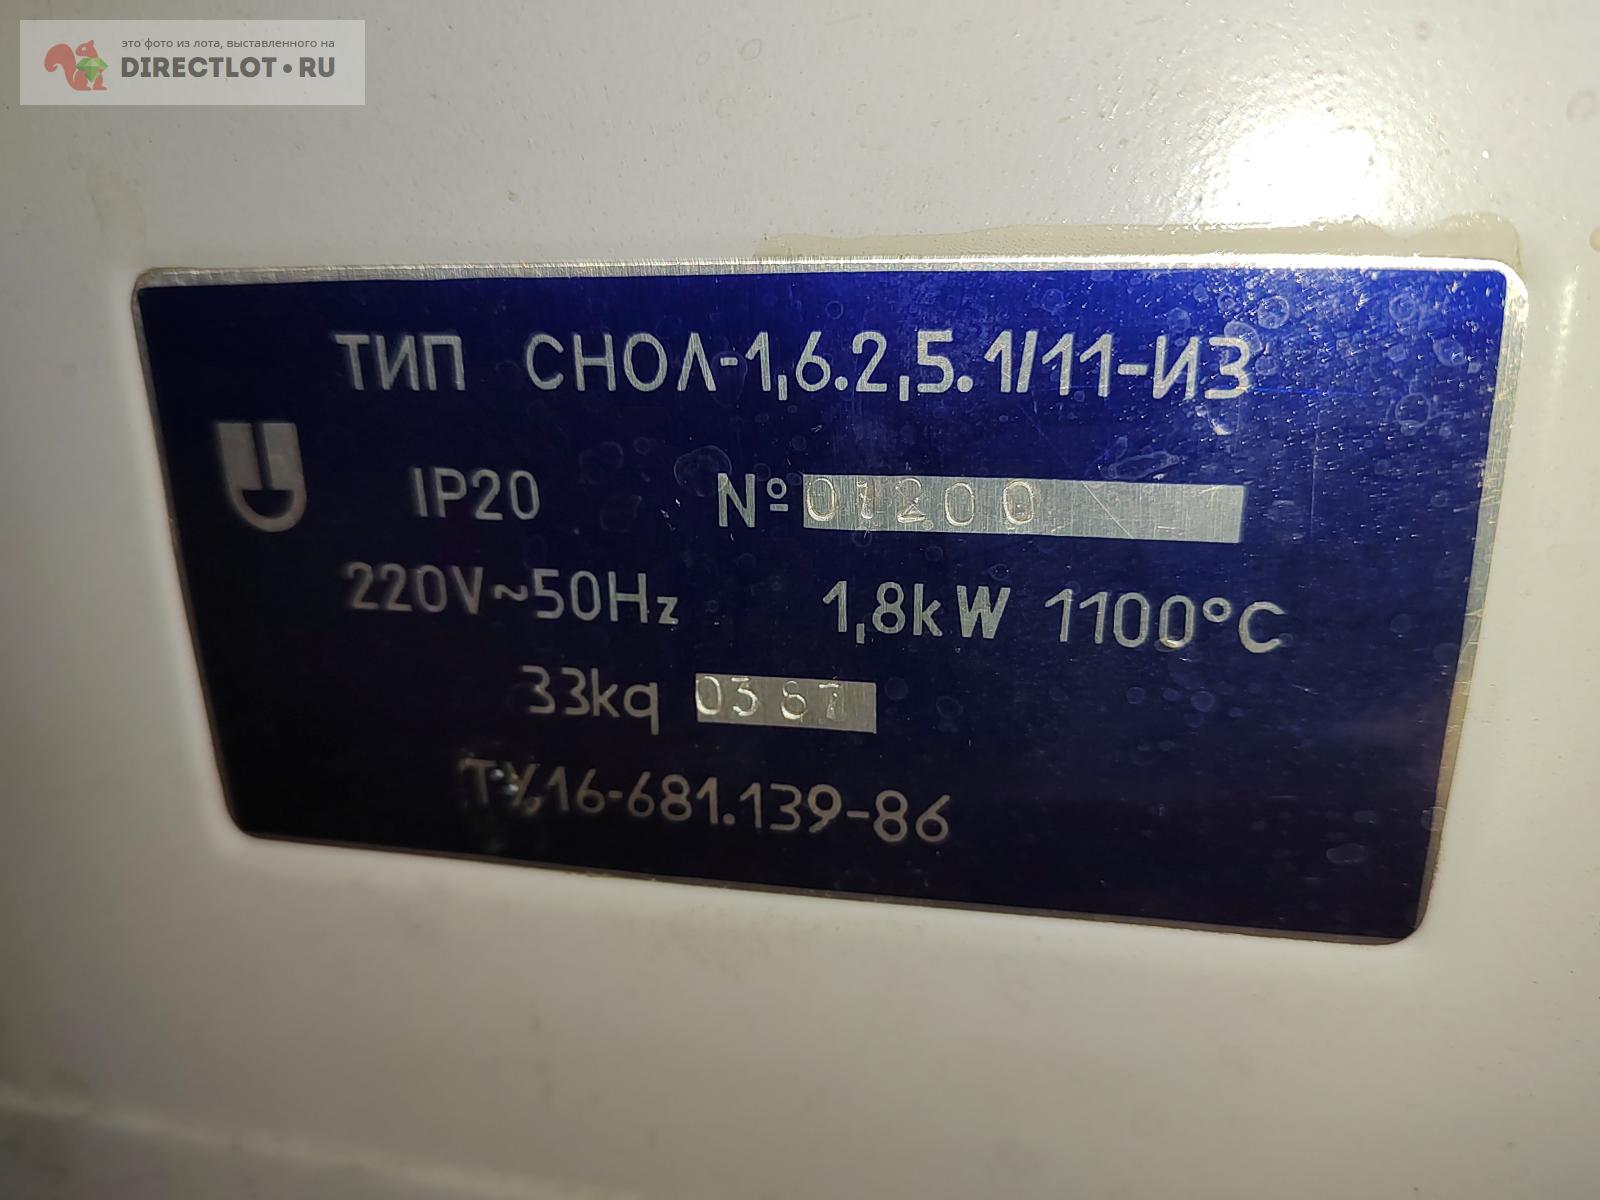 это фото из лота, выставленного на
DIRECTLOT.RU
ТИП СНОЛ-1,6.2,5.1/11-И3
IP20 №01200
220V~50Hz 1,8kW 1100°C
33kg 0387
ТУ16-681.139-86